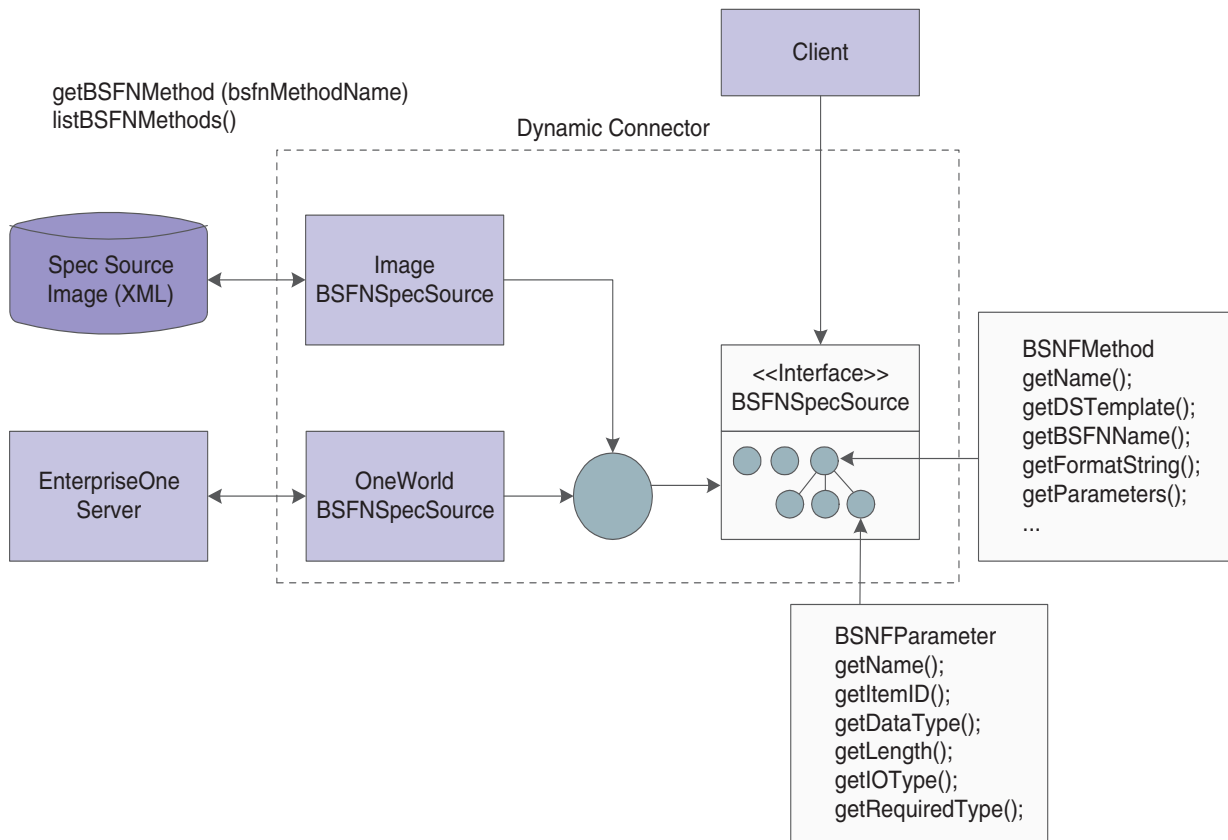 Client
getBSFNMethod (bsfnMethodName)
listBSFNMethods()
Dynamic Connector
Spec Source
Image (XML)
Image
BSFNSpecSource
<<Interface>>
BSFNSpecSource
BSNFMethod
getName();
getDSTemplate();
getBSFNName();
getFormatString();
getParameters();
...
EnterpriseOne
Server
OneWorld
BSFNSpecSource
BSNFParameter
getName();
getItemID();
getDataType();
getLength();
getIOType();
getRequiredType();